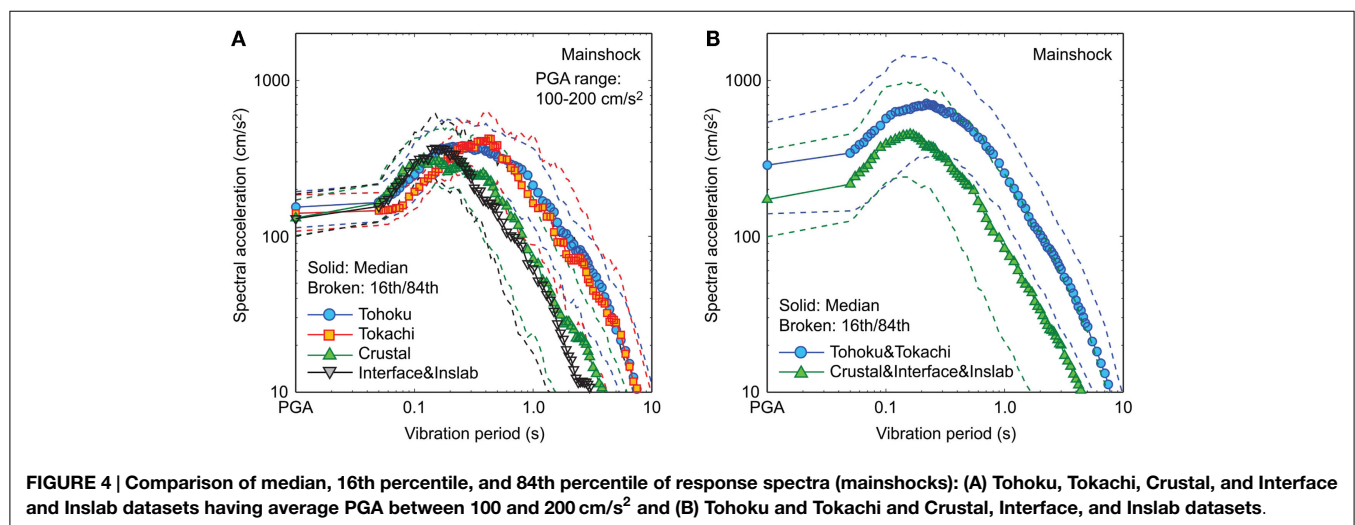 A
Mainshock
PGA range:
100-200 cm/s²
1000
100
10
Spectral acceleration (cm/s²)
Solid: Median
Broken: 16th/84th
Tohoku
Tokachi
Crustal
Interface&Inslab
PGA
0.1
1.0
10
Vibration period (s)
B
Mainshock
1000
100
10
Spectral acceleration (cm/s²)
Solid: Median
Broken: 16th/84th
Tohoku&Tokachi
Crustal&Interface&Inslab
PGA
0.1
1.0
10
Vibration period (s)
FIGURE 4 | Comparison of median, 16th percentile, and 84th percentile of response spectra (mainshocks): (A) Tohoku, Tokachi, Crustal, and Interface
and Inslab datasets having average PGA between 100 and 200 cm/s² and (B) Tohoku and Tokachi and Crustal, Interface, and Inslab datasets.